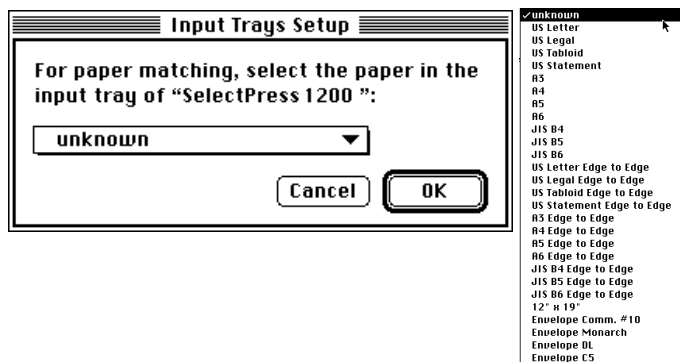 Input Trays Setup
For paper matching, select the paper in the
input tray of “SelectPress 1200 ”:
unknown
Cancel
OK
✓unknown
US Letter
US Legal
US Tabloid
US Statement
A3
A4
A5
A6
JIS B4
JIS B5
JIS B6
US Letter Edge to Edge
US Legal Edge to Edge
US Tabloid Edge to Edge
US Statement Edge to Edge
A3 Edge to Edge
A4 Edge to Edge
A5 Edge to Edge
A6 Edge to Edge
JIS B4 Edge to Edge
JIS B5 Edge to Edge
JIS B6 Edge to Edge
12" x 19"
Envelope Comm. #10
Envelope Monarch
Envelope DL
Envelope C5